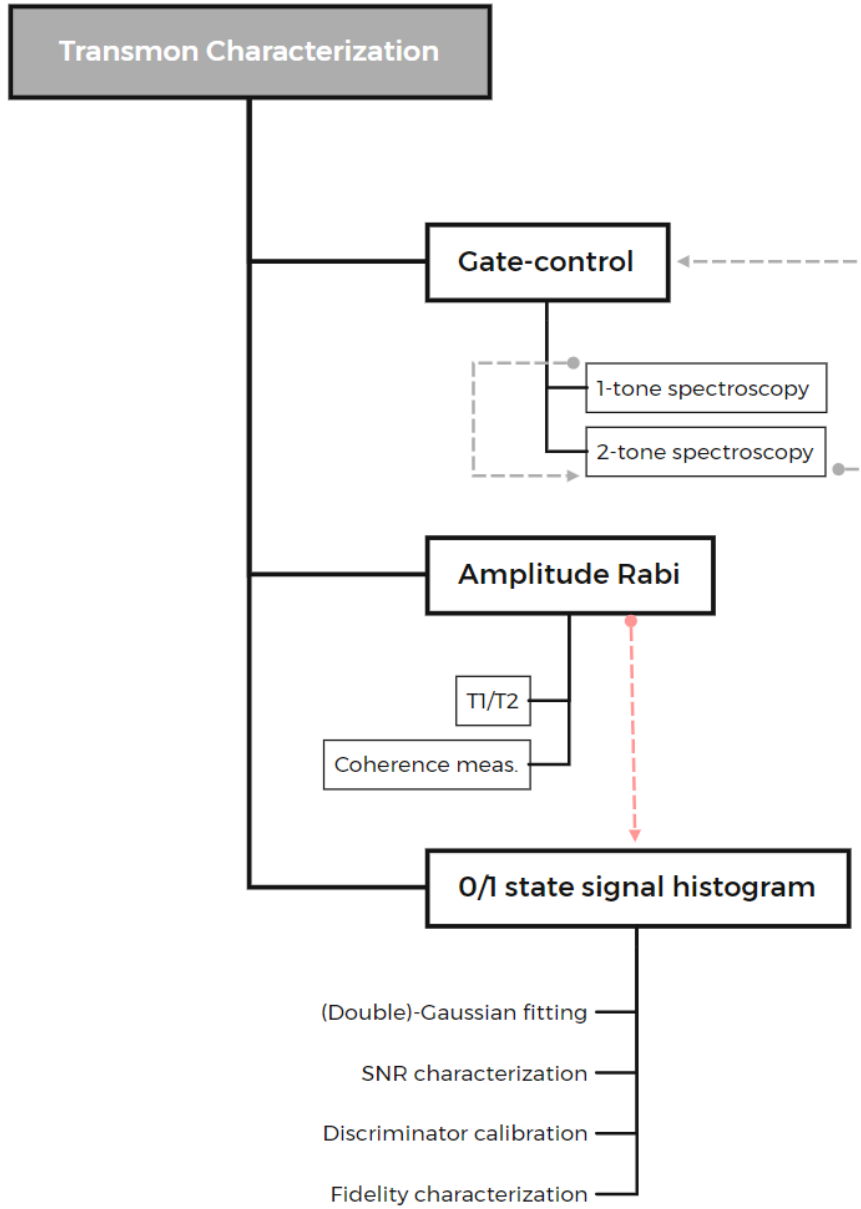 Transmon Characterization
Gate-control
1-tone spectroscopy
2-tone spectroscopy
Amplitude Rabi
T1/T2
Coherence meas.
0/1 state signal histogram
(Double)-Gaussian fitting
SNR characterization
Discriminator calibration
Fidelity characterization